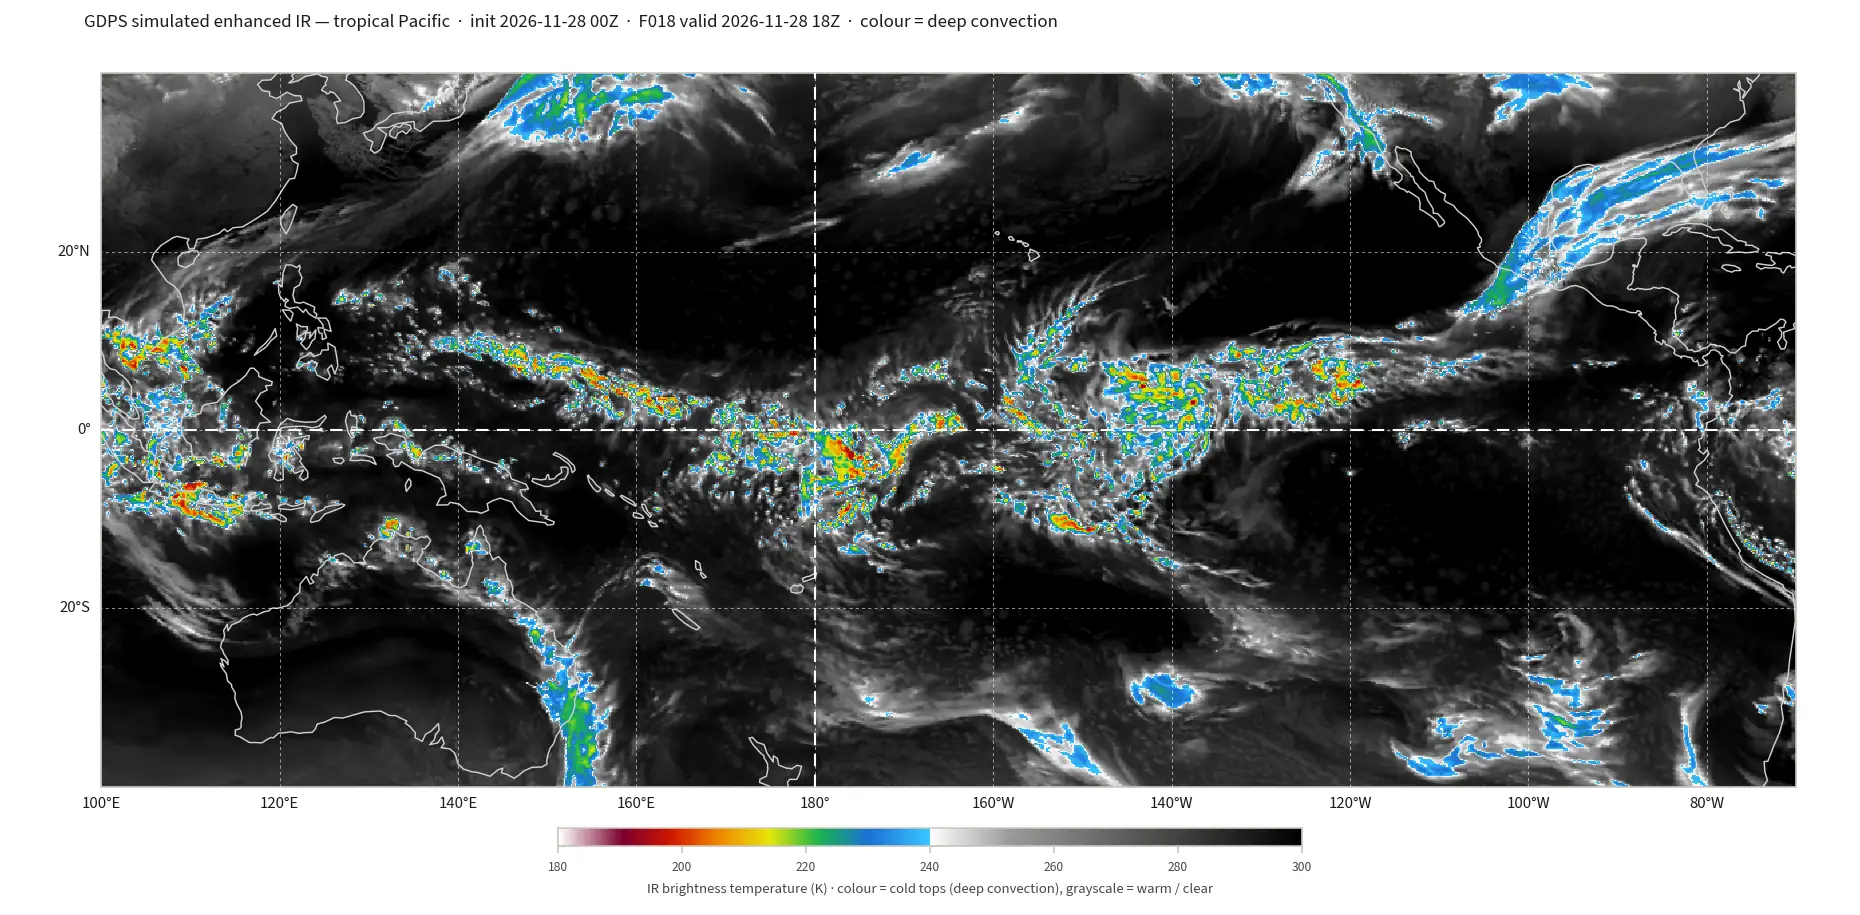 GDPS simulated enhanced IR — tropical Pacific · init 2026-11-28 00Z · F018 valid 2026-11-28 18Z · colour = deep convection
20°N
0°
20°S
100°E 120°E 140°E 160°E 180° 160°W 140°W 120°W 100°W 80°W
180 200 220 240 260 280 300
IR brightness temperature (K) · colour = cold tops (deep convection), grayscale = warm / clear